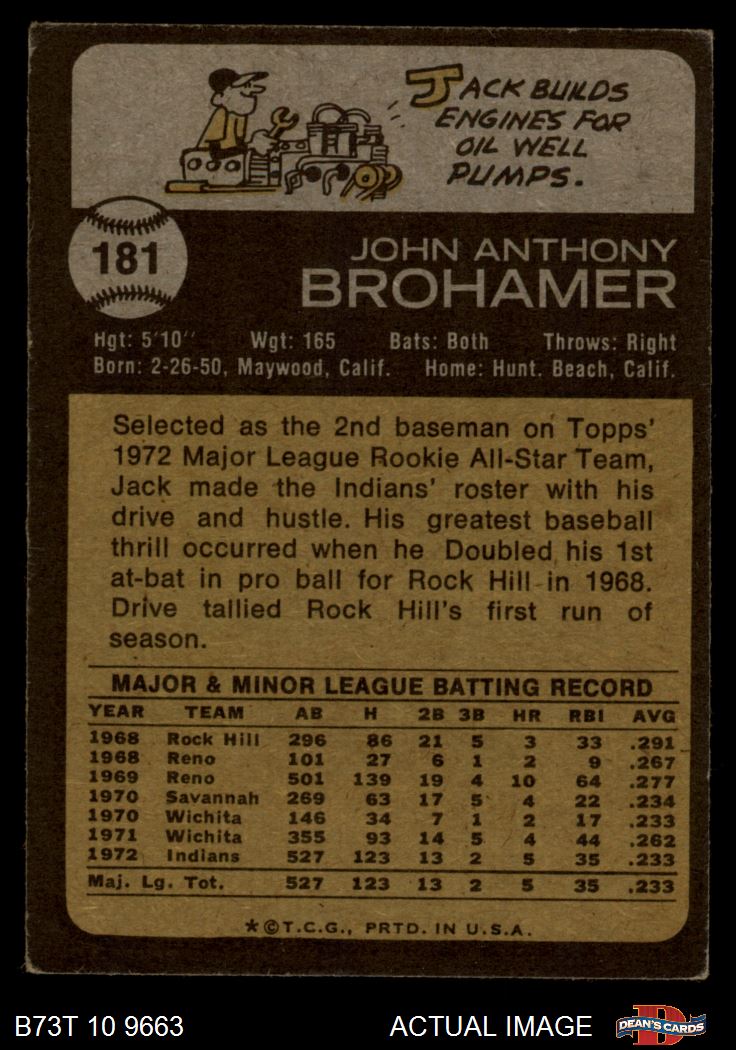 JACK BUILDS
ENGINES FOR
OIL WELL
PUMPS.
181
JOHN ANTHONY
BROHAMER
Hgt: 5'10'' Wgt: 165 Bats: Both Throws: Right
Born: 2-26-50, Maywood, Calif. Home: Hunt. Beach, Calif.
Selected as the 2nd baseman on Topps'
1972 Major League Rookie All-Star Team,
Jack made the Indians' roster with his
drive and hustle. His greatest baseball
thrill occurred when he Doubled his 1st
at-bat in pro ball for Rock Hill in 1968.
Drive tallied Rock Hill's first run of
season.
MAJOR & MINOR LEAGUE BATTING RECORD
YEAR TEAM AB H 2B 3B HR RBI AVG
1968 Rock Hill 296 86 21 5 3 33 .291
1968 Reno 101 27 6 1 2 9 .267
1969 Reno 501 139 19 4 10 64 .277
1970 Savannah 269 63 17 5 4 22 .234
1970 Wichita 146 34 7 1 2 17 .233
1971 Wichita 355 93 14 5 4 44 .262
1972 Indians 527 123 13 2 5 35 .233
Maj. Lg. Tot. 527 123 13 2 5 35 .233
*©T.C.G., PRTD. IN U.S.A.
B73T 10 9663 ACTUAL IMAGE D DEAN'S CARDS